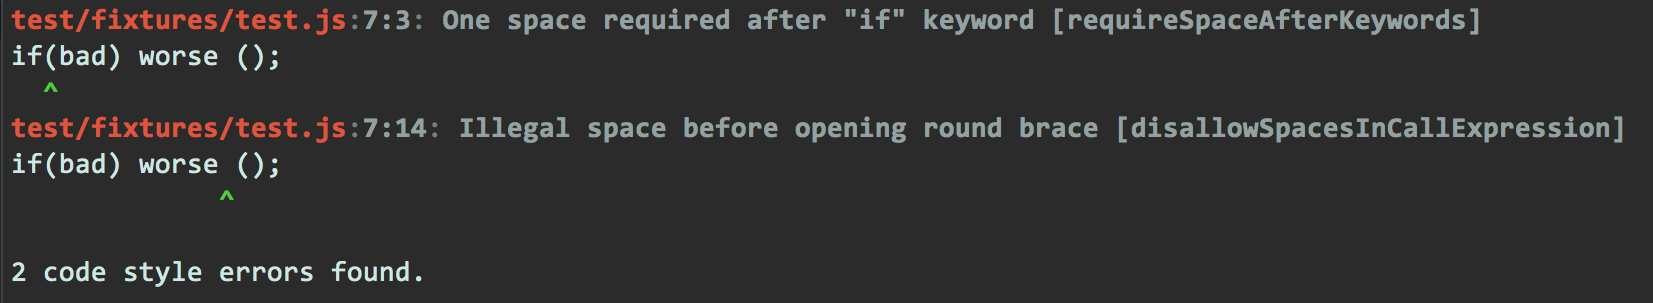 test/fixtures/test.js:7:3: One space required after "if" keyword [requireSpaceAfterKeywords]
if(bad) worse ();
  ^
test/fixtures/test.js:7:14: Illegal space before opening round brace [disallowSpacesInCallExpression]
if(bad) worse ();
             ^
2 code style errors found.